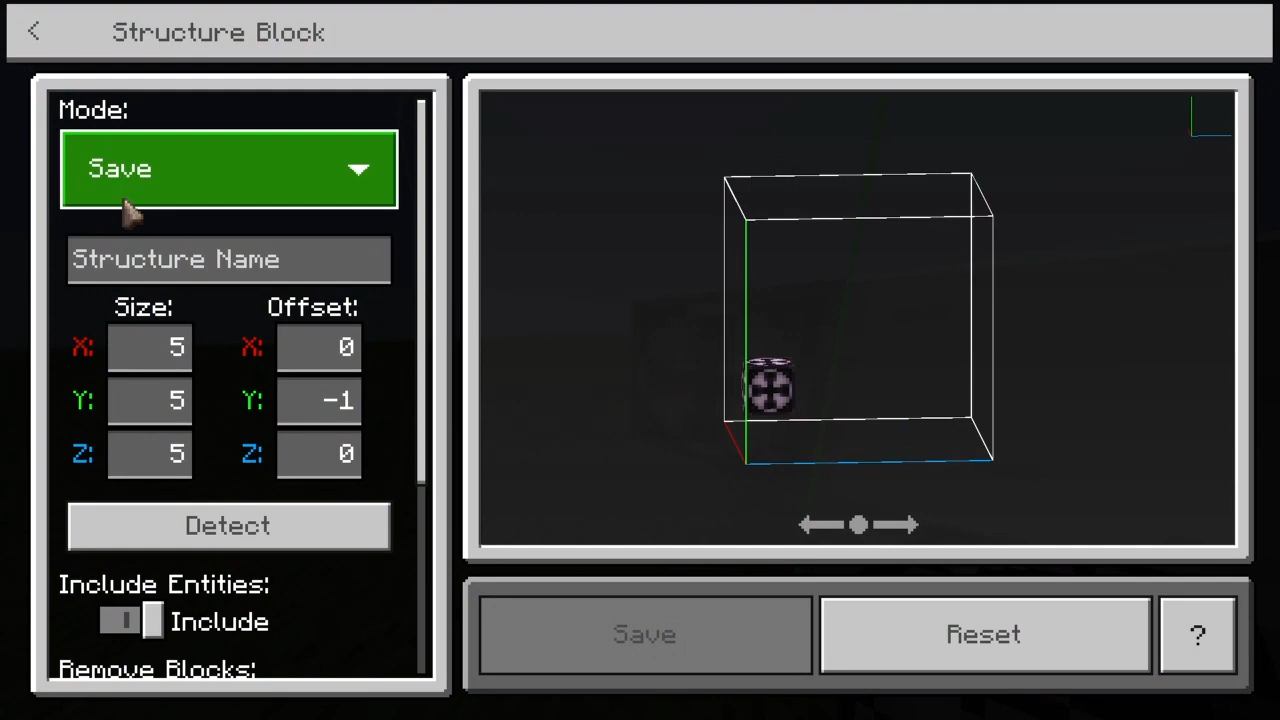 Structure Block
Mode:
Save
Structure Name
Size: Offset:
X: 5 X: 0
Y: 5 Y: -1
Z: 5 Z: 0
Detect
Include Entities:
Include
Remove Blocks:
Save Reset ?